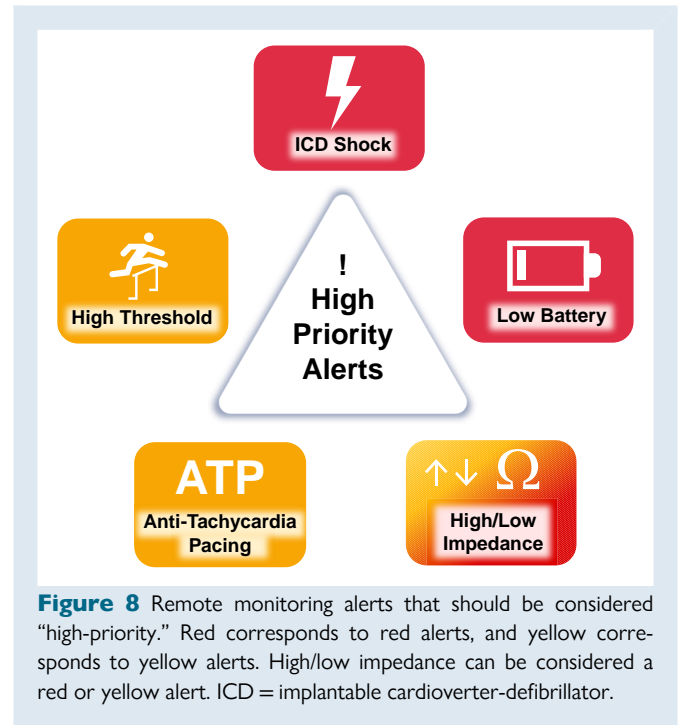 ICD Shock
High Threshold
!
High
Priority
Alerts
Low Battery
ATP
Anti-Tachycardia
Pacing
↑↓ Ω
High/Low
Impedance
Figure 8 Remote monitoring alerts that should be considered
“high-priority.” Red corresponds to red alerts, and yellow corre-
sponds to yellow alerts. High/low impedance can be considered a
red or yellow alert. ICD = implantable cardioverter-defibrillator.